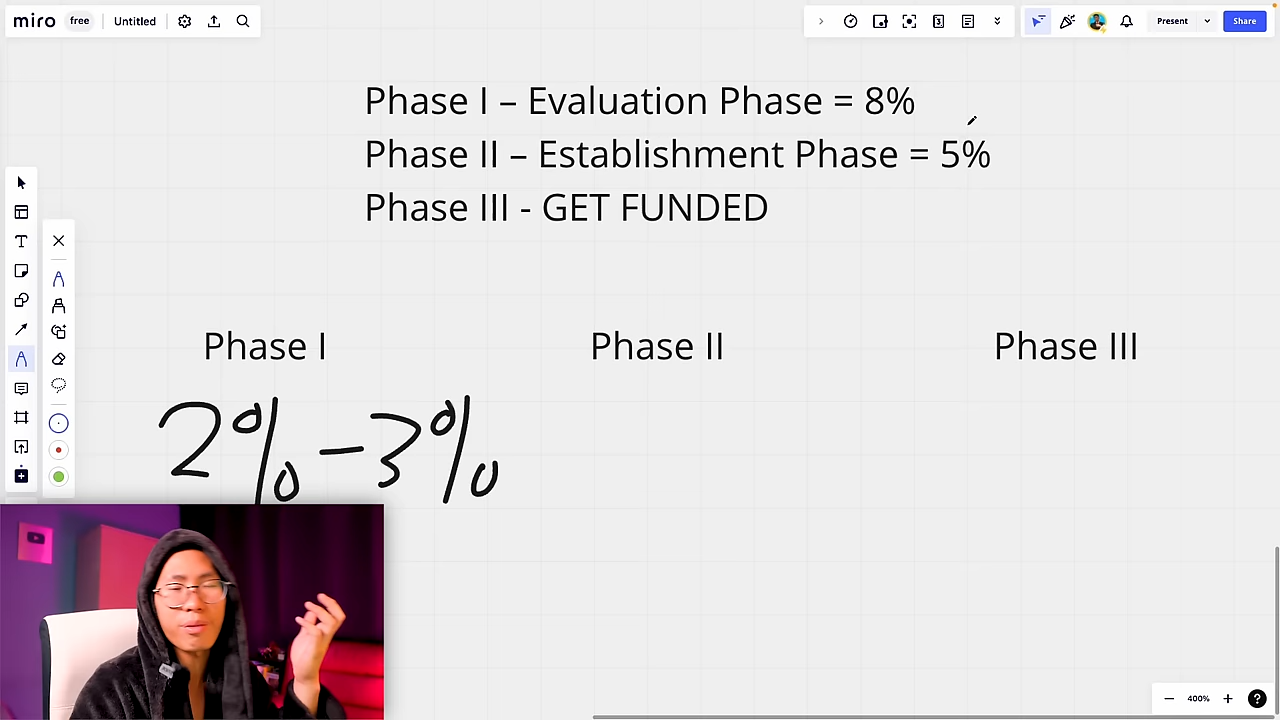 miro free Untitled Present Share
Phase I – Evaluation Phase = 8%
Phase II – Establishment Phase = 5%
Phase III - GET FUNDED
Phase I Phase II Phase III
2% - 3%
400%